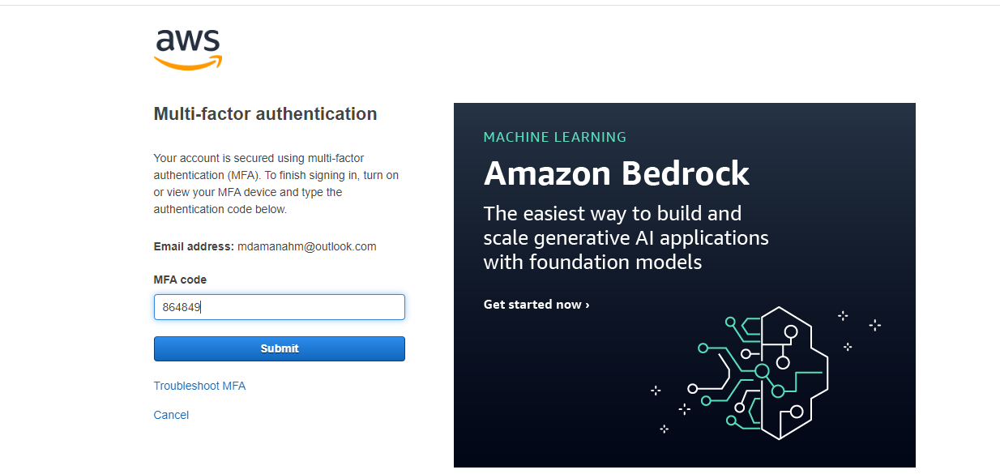 aws
Multi-factor authentication
Your account is secured using multi-factor
authentication (MFA). To finish signing in, turn on
or view your MFA device and type the
authentication code below.
Email address: mdamanahm@outlook.com
MFA code
864849
Submit
Troubleshoot MFA
Cancel
MACHINE LEARNING
Amazon Bedrock
The easiest way to build and
scale generative AI applications
with foundation models
Get started now ›